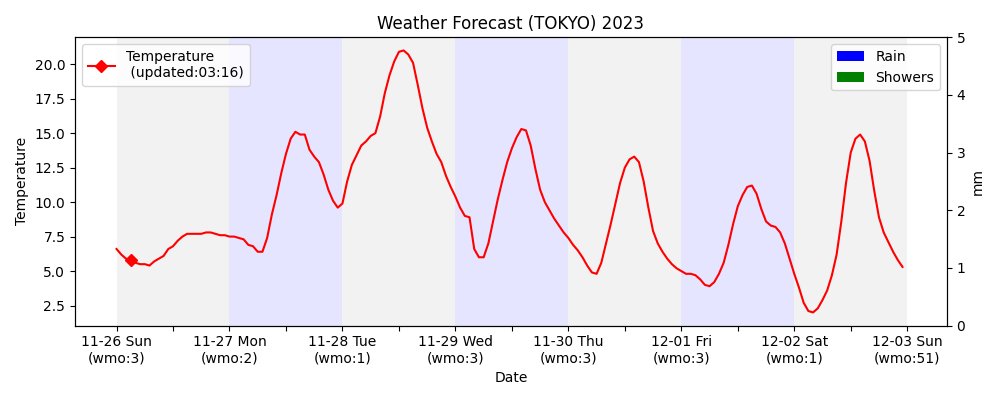 Weather Forecast (TOKYO) 2023
Temperature
(updated:03:16)
Rain
Showers
20.0
17.5
15.0
12.5
10.0
7.5
5.0
2.5
Temperature
5
4
3
2
1
0
mm
11-26 Sun 11-27 Mon 11-28 Tue 11-29 Wed 11-30 Thu 12-01 Fri 12-02 Sat 12-03 Sun
(wmo:3) (wmo:2) (wmo:1) (wmo:3) (wmo:3) (wmo:3) (wmo:1) (wmo:51)
Date